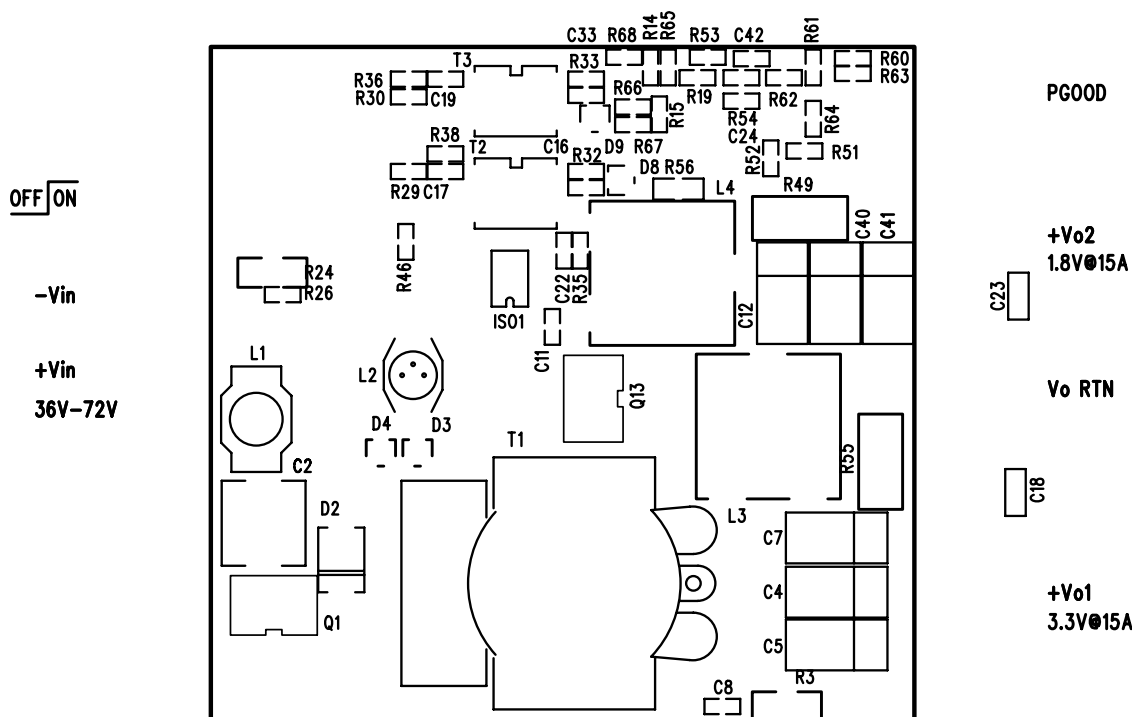 C33 R68 R14 R65 R53 C42 R61
T3
R36 R33 R60
R30 C19 R63
R66 R19 R62
R15 R54 R64
PGOOD
R38 T2 C16 D9 R67 C24
R52 R51
R32 D8 R56
R29 C17 L4 R49
OFF ON
C40 C41
+Vo2
1.8V@15A
R46 C22 R35
R24
R26
-Vin
C23
ISO1
C12
C11
L1
L2
+Vin
36V-72V
Q13
Vo RTN
D4 D3
T1
R55
C2
C18
D2
L3
C7
C4
+Vo1
3.3V@15A
Q1
C5
C8 R3